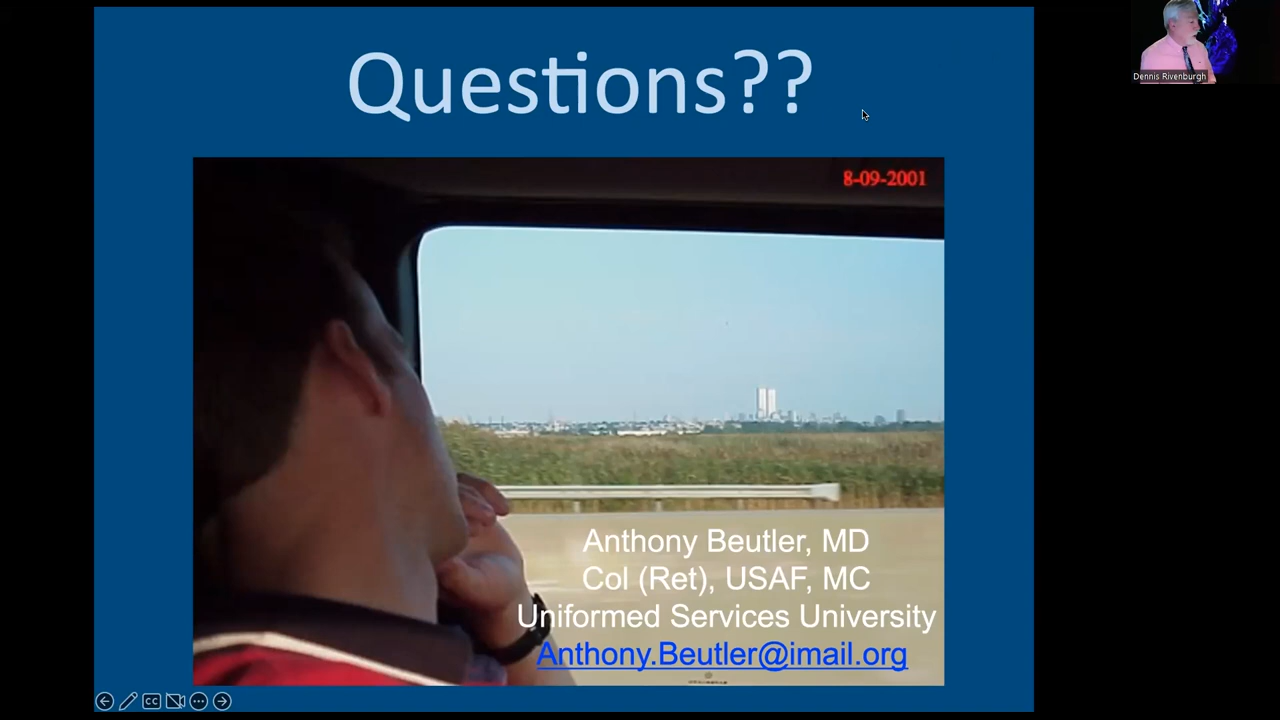 Questions??
Dennis Rivenburgh
8-09-2001
Anthony Beutler, MD
Col (Ret), USAF, MC
Uniformed Services University
Anthony.Beutler@imail.org
CC